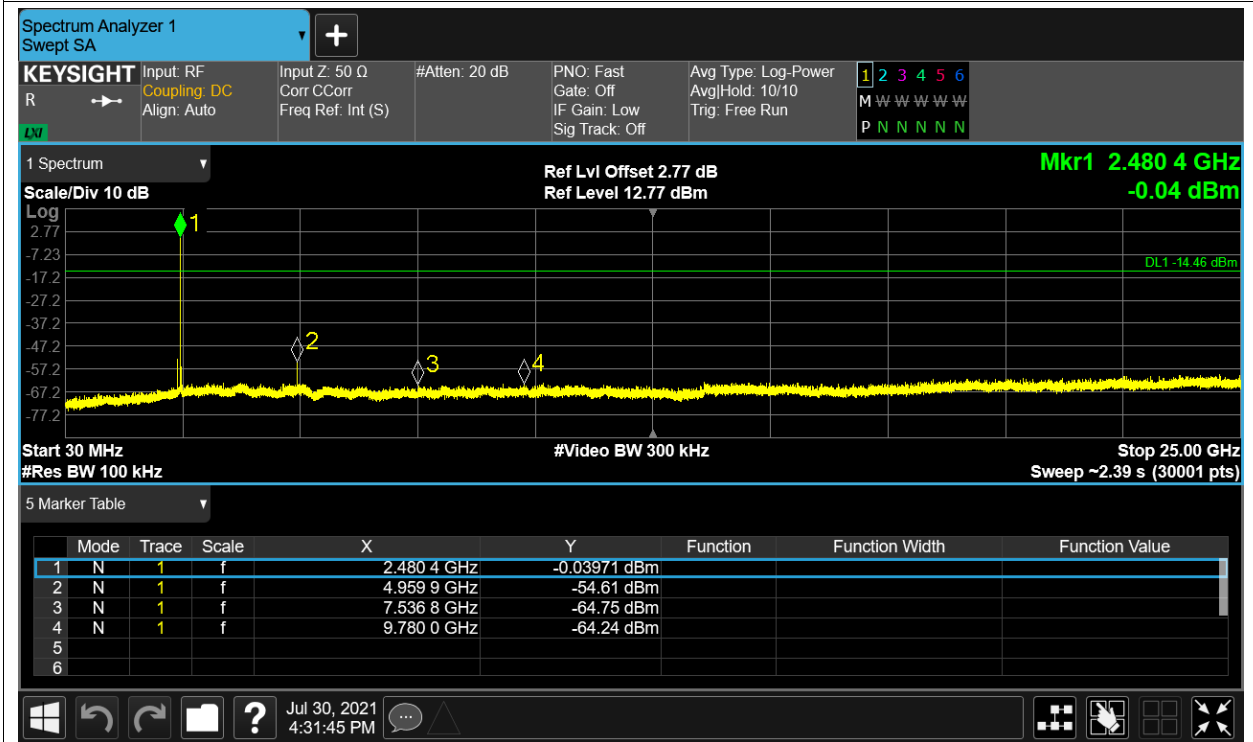 Spectrum Analyzer 1
Swept SA
+
KEYSIGHT Input: RF Input Z: 50 Ω #Atten: 20 dB PNO: Fast Avg Type: Log-Power 1 2 3 4 5 6
R Coupling: DC Corr CCorr Gate: Off Avg|Hold: 10/10 M W W W W W
Align: Auto Freq Ref: Int (S) IF Gain: Low Trig: Free Run
LXI Sig Track: Off P N N N N N
1 Spectrum Ref Lvl Offset 2.77 dB Mkr1 2.480 4 GHz
Scale/Div 10 dB Ref Level 12.77 dBm -0.04 dBm
Log
1
2.77
-7.23
DL1 -14.46 dBm
-17.2
-27.2
-37.2
2
-47.2
3 4
-57.2
-67.2
-77.2
Start 30 MHz #Video BW 300 kHz Stop 25.00 GHz
#Res BW 100 kHz Sweep ~2.39 s (30001 pts)
5 Marker Table
Mode Trace Scale X Y Function Function Width Function Value
1 N 1 f 2.480 4 GHz -0.03971 dBm
2 N 1 f 4.959 9 GHz -54.61 dBm
3 N 1 f 7.536 8 GHz -64.75 dBm
4 N 1 f 9.780 0 GHz -64.24 dBm
5
6
? Jul 30, 2021
4:31:45 PM